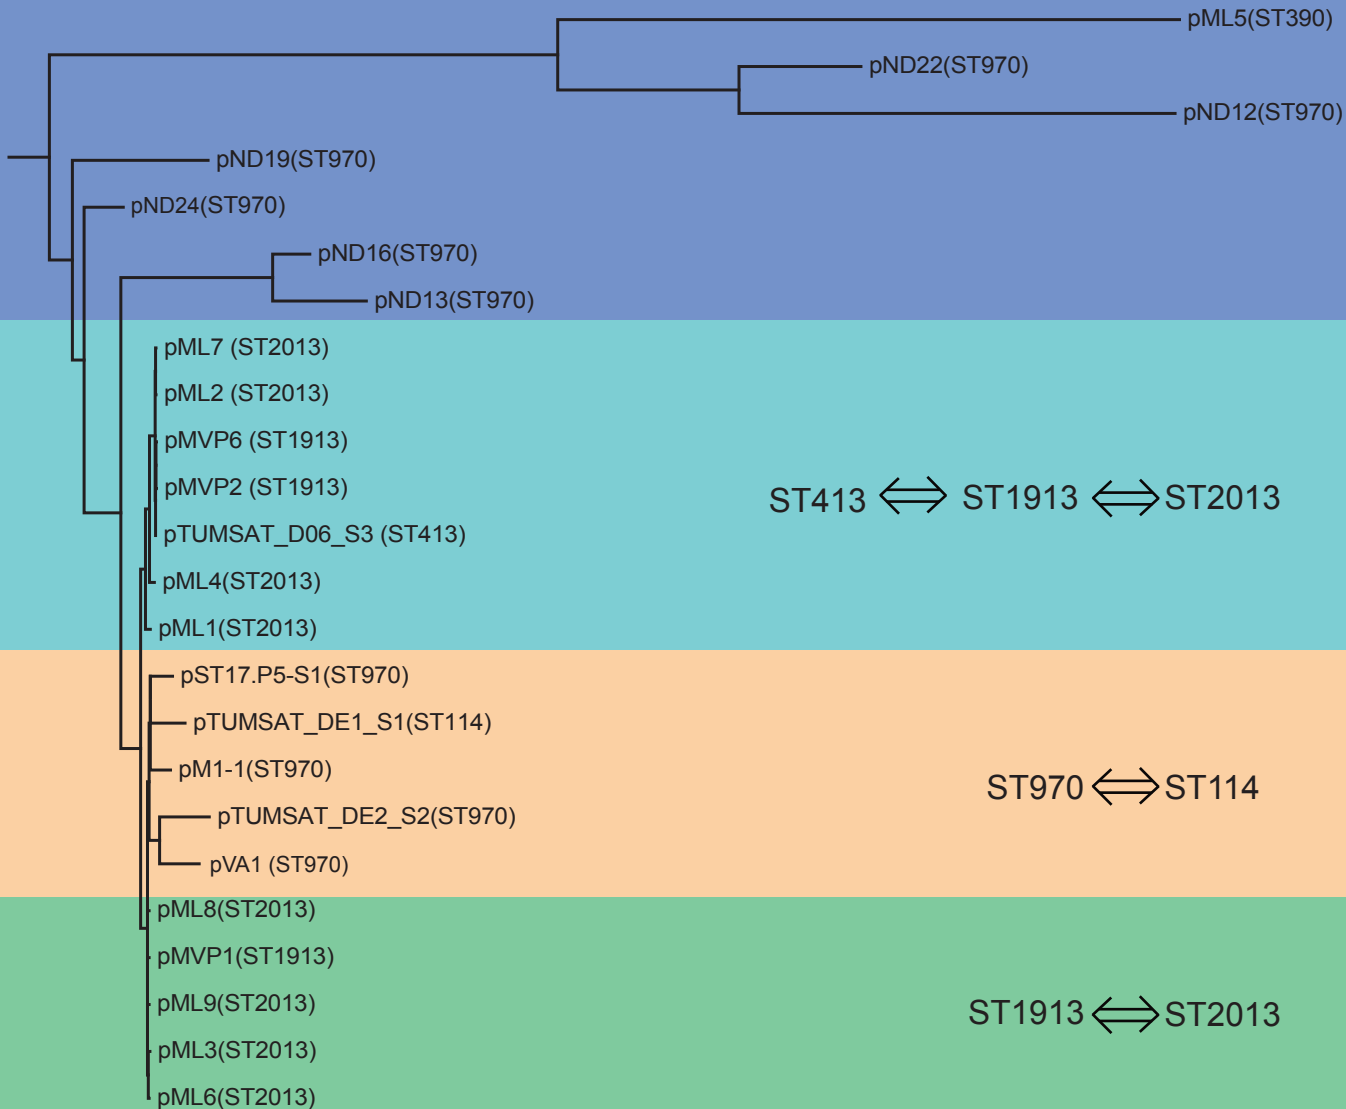 pML5(ST390)
pND22(ST970)
pND12(ST970)
pND19(ST970)
pND24(ST970)
pND16(ST970)
pND13(ST970)
pML7 (ST2013)
pML2 (ST2013)
pMVP6 (ST1913)
pMVP2 (ST1913)
ST413 ST1913 ST2013
pTUMSAT_D06_S3 (ST413)
pML4(ST2013)
pML1(ST2013)
pST17.P5-S1(ST970)
pTUMSAT_DE1_S1(ST114)
pM1-1(ST970)
ST970 ST114
pTUMSAT_DE2_S2(ST970)
pVA1 (ST970)
pML8(ST2013)
pMVP1(ST1913)
pML9(ST2013)
ST1913 ST2013
pML3(ST2013)
pML6(ST2013)